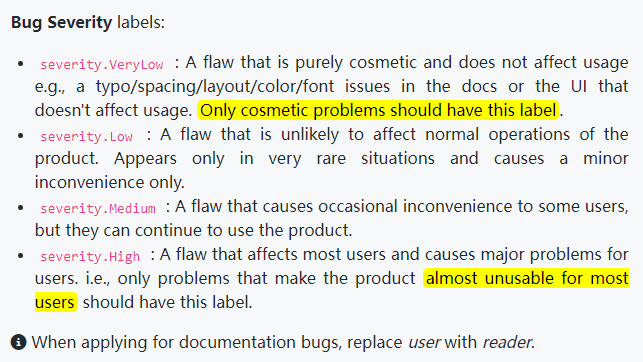 Bug Severity labels:
• severity.VeryLow : A flaw that is purely cosmetic and does not affect usage
e.g., a typo/spacing/layout/color/font issues in the docs or the UI that
doesn't affect usage. Only cosmetic problems should have this label.
• severity.Low : A flaw that is unlikely to affect normal operations of the
product. Appears only in very rare situations and causes a minor
inconvenience only.
• severity.Medium : A flaw that causes occasional inconvenience to some users,
but they can continue to use the product.
• severity.High : A flaw that affects most users and causes major problems for
users. i.e., only problems that make the product almost unusable for most
users should have this label.
When applying for documentation bugs, replace user with reader.